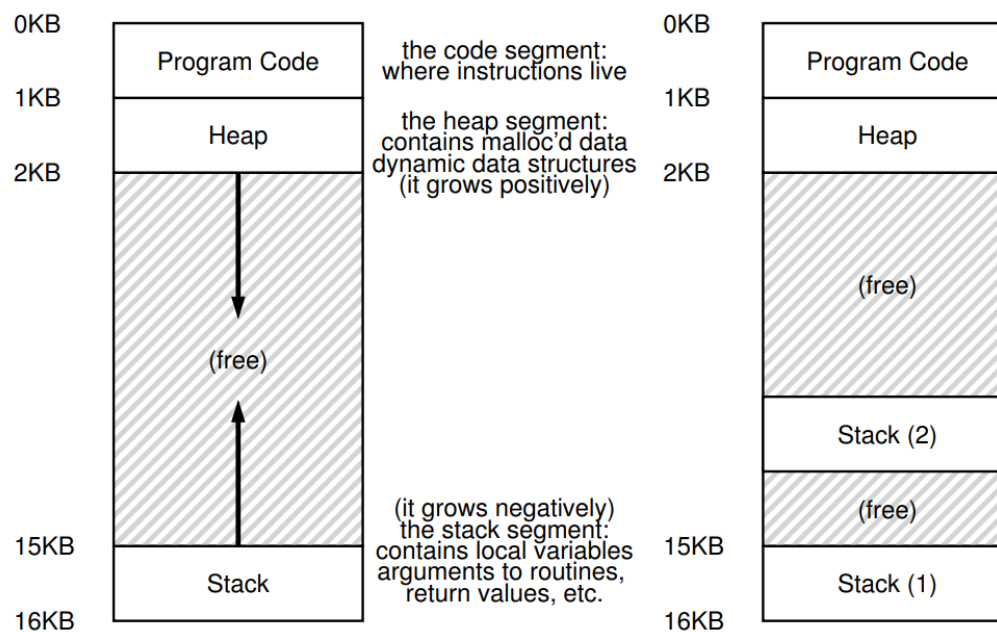 0KB
Program Code
the code segment:
where instructions live
1KB
Heap
the heap segment:
contains malloc'd data
dynamic data structures
(it grows positively)
2KB
(free)
(it grows negatively)
the stack segment:
contains local variables
arguments to routines,
return values, etc.
15KB
Stack
16KB
0KB
Program Code
1KB
Heap
2KB
(free)
Stack (2)
(free)
15KB
Stack (1)
16KB